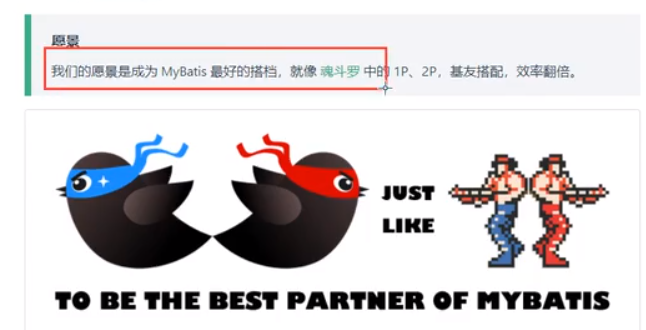 愿景
我们的愿景是成为 MyBatis 最好的搭档，就像 魂斗罗 中的 1P、2P，基友搭配，效率翻倍。
JUST
LIKE
TO BE THE BEST PARTNER OF MYBATIS